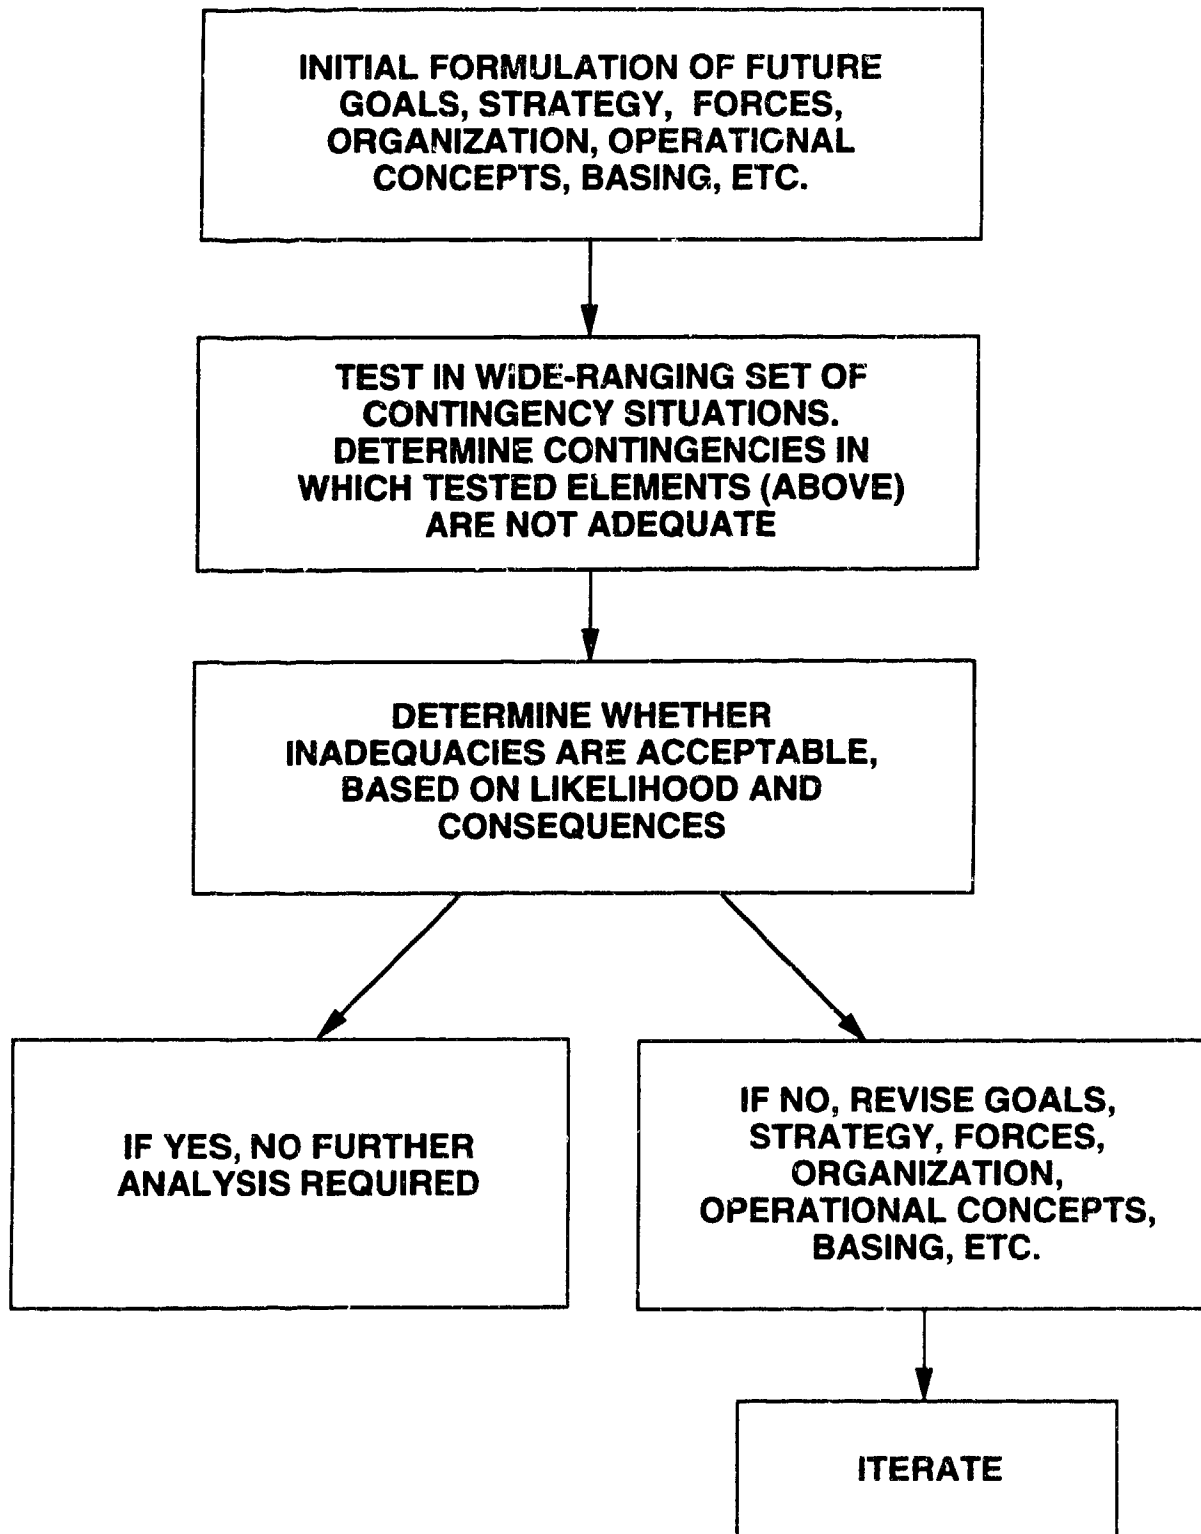 INITIAL FORMULATION OF FUTURE
GOALS, STRATEGY, FORCES,
ORGANIZATION, OPERATIONAL
CONCEPTS, BASING, ETC.
TEST IN WIDE-RANGING SET OF
CONTINGENCY SITUATIONS.
DETERMINE CONTINGENCIES IN
WHICH TESTED ELEMENTS (ABOVE)
ARE NOT ADEQUATE
DETERMINE WHETHER
INADEQUACIES ARE ACCEPTABLE,
BASED ON LIKELIHOOD AND
CONSEQUENCES
IF YES, NO FURTHER
ANALYSIS REQUIRED
IF NO, REVISE GOALS,
STRATEGY, FORCES,
ORGANIZATION,
OPERATIONAL CONCEPTS,
BASING, ETC.
ITERATE